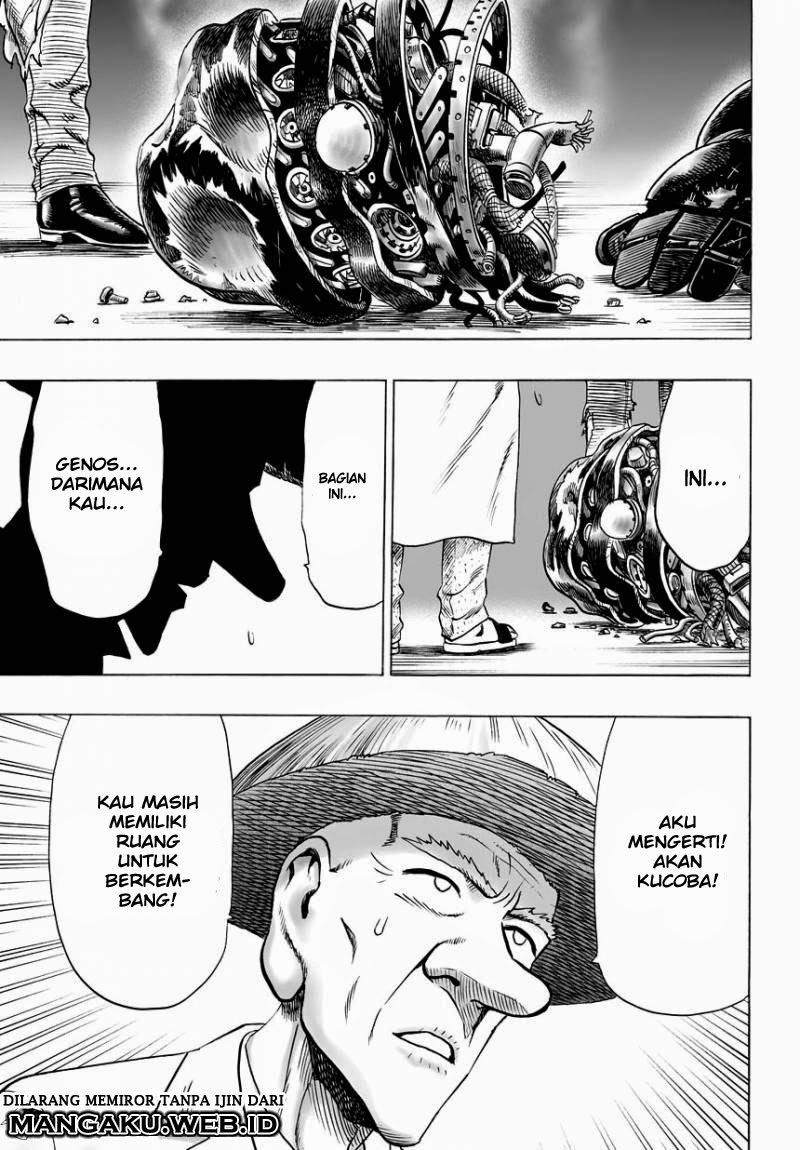 INI...
BAGIAN
INI...
GENOS...
DARIMANA
KAU...
AKU
MENGERTI!
AKAN
KUCOBA!
KAU MASIH
MEMILIKI
RUANG
UNTUK
BERKEM-
BANG!
DILARANG MEMIROR TANPA IJIN DARI
MANGAKU.WEB.ID